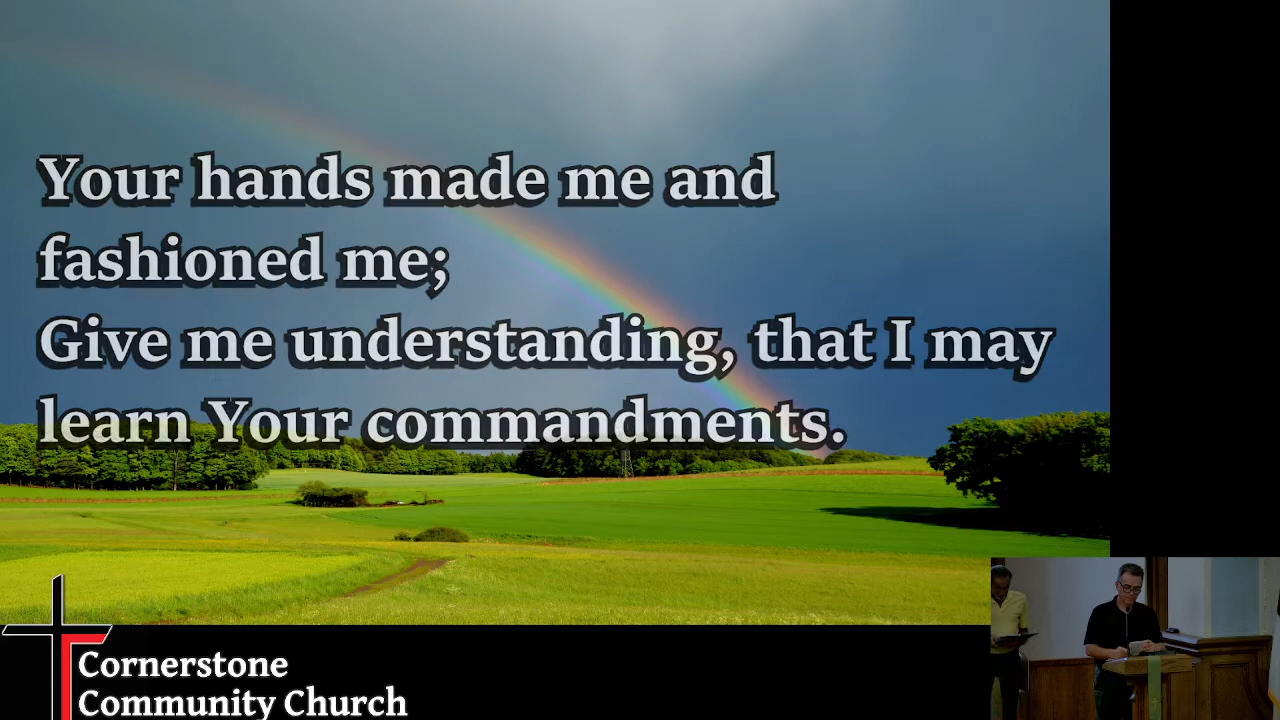 Your hands made me and
fashioned me;
Give me understanding, that I may
learn Your commandments.
Cornerstone
Community Church